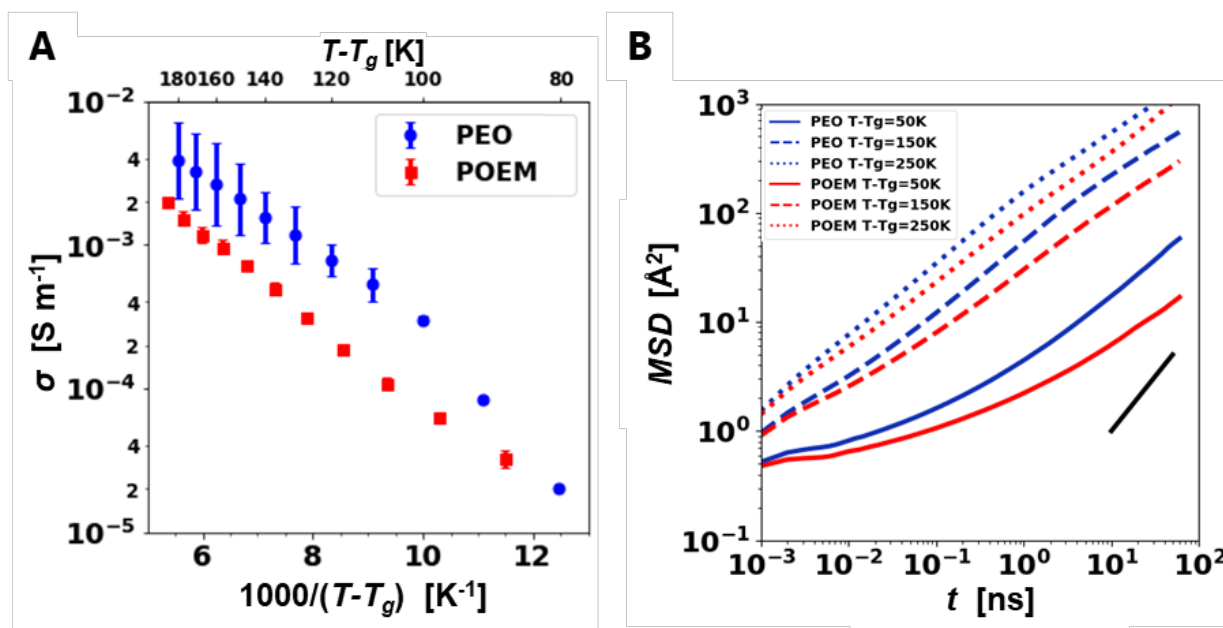 A
T-Tg [K]
180 160 140 120 100 80
10⁻²
4
2
10⁻³
4
2
10⁻⁴
4
2
10⁻⁵
σ [S m⁻¹]
PEO
POEM
6 8 10 12
1000/(T-Tg) [K⁻¹]
B
10³
10²
10¹
10⁰
10⁻¹
MSD [Å²]
PEO T-Tg=50K
PEO T-Tg=150K
PEO T-Tg=250K
POEM T-Tg=50K
POEM T-Tg=150K
POEM T-Tg=250K
10⁻³ 10⁻² 10⁻¹ 10⁰ 10¹ 10²
t [ns]